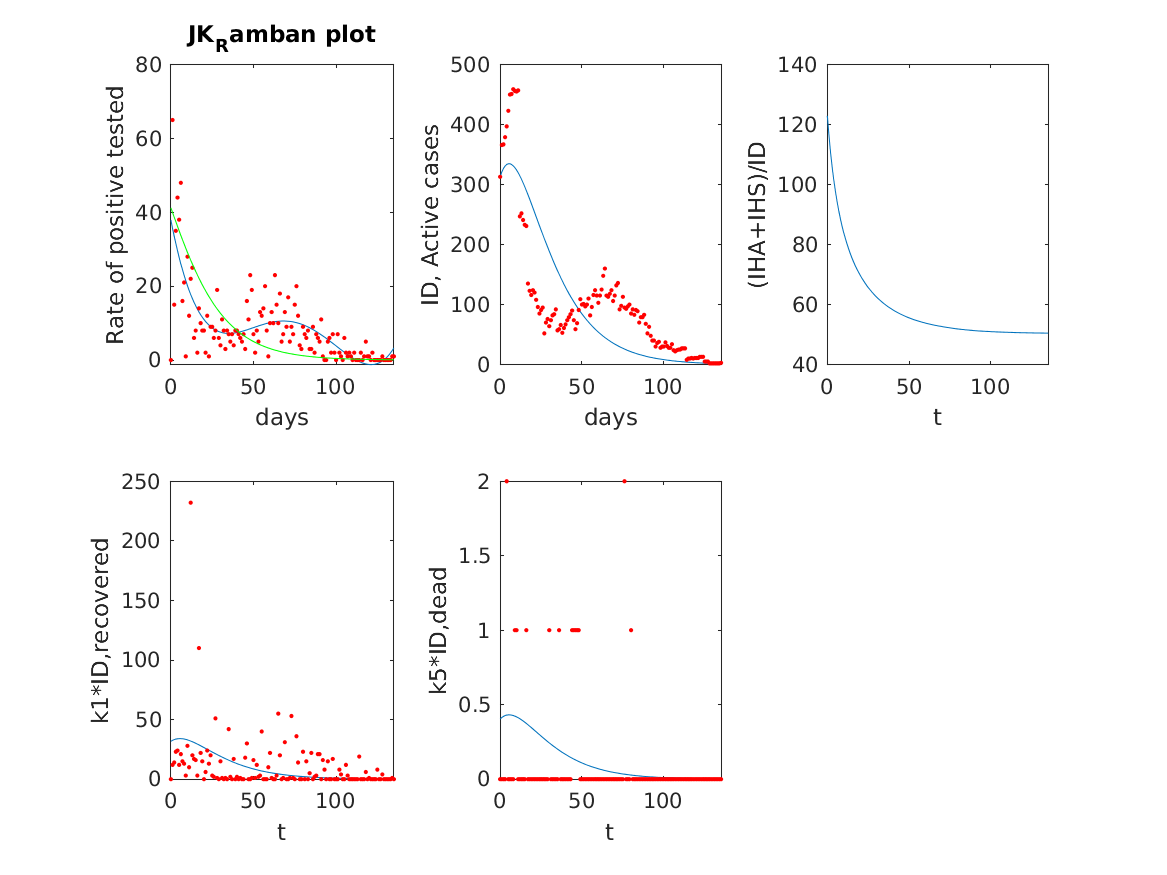 JK_Ramban plot
80
60
40
20
0
Rate of positive tested
0 50 100
days
500
400
300
200
100
0
ID, Active cases
0 50 100
days
140
120
100
80
60
40
(IHA+IHS)/ID
0 50 100
t
250
200
150
100
50
0
k1*ID,recovered
0 50 100
t
2
1.5
1
0.5
0
k5*ID,dead
0 50 100
t